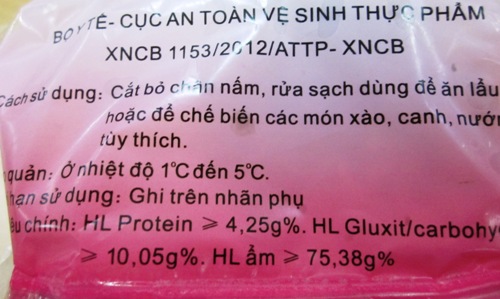 BỘ Y TẾ- CỤC AN TOÀN VỆ SINH THỰC PHẨM
XNCB 1153/2012/ATTP- XNCB
Cách sử dụng: Cắt bỏ chân nấm, rửa sạch dùng để ăn lẩu
hoặc để chế biến các món xào, canh, nướ
tùy thích.
quản: Ở nhiệt độ 1°C đến 5°C.
hạn sử dụng: Ghi trên nhãn phụ
êu chính: HL Protein ≥ 4,25g%. HL Gluxit/carbohy
≥ 10,05g%. HL ẩm ≥ 75,38g%